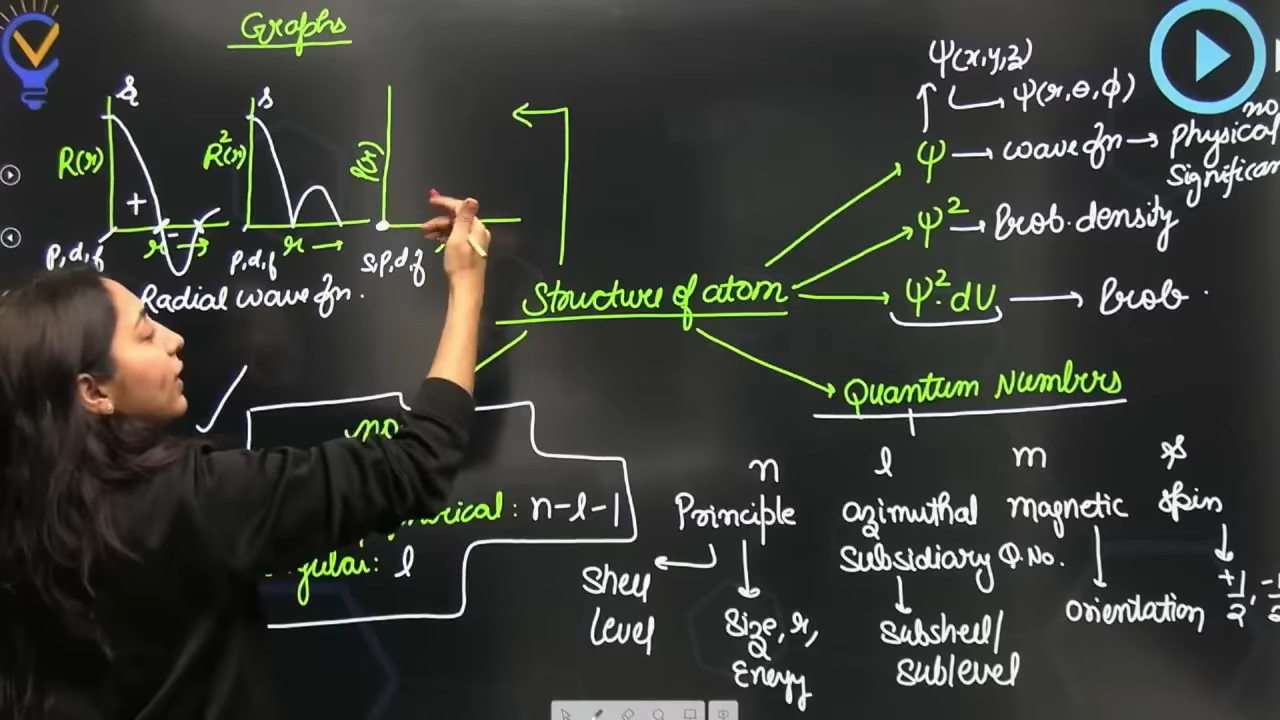 Graphs
R(r)
s
+
-
r →
p,d,f
R²(r)
s
r →
p,d,f
s,p,d,f
Radial wave fn.
Structure of atom
Ψ(x,y,z)
Ψ(r,θ,φ)
Ψ → wave fn → no Physical
Ψ² → Prob. density
Ψ².dV → Prob.
Quantum Numbers
n l m s
Principle azimuthal magnetic spin
subsidiary Q.No.
Shell
level
Size, r,
Energy
Subshell/
sublevel
orientation
+1/2,
: n-l-1
: l